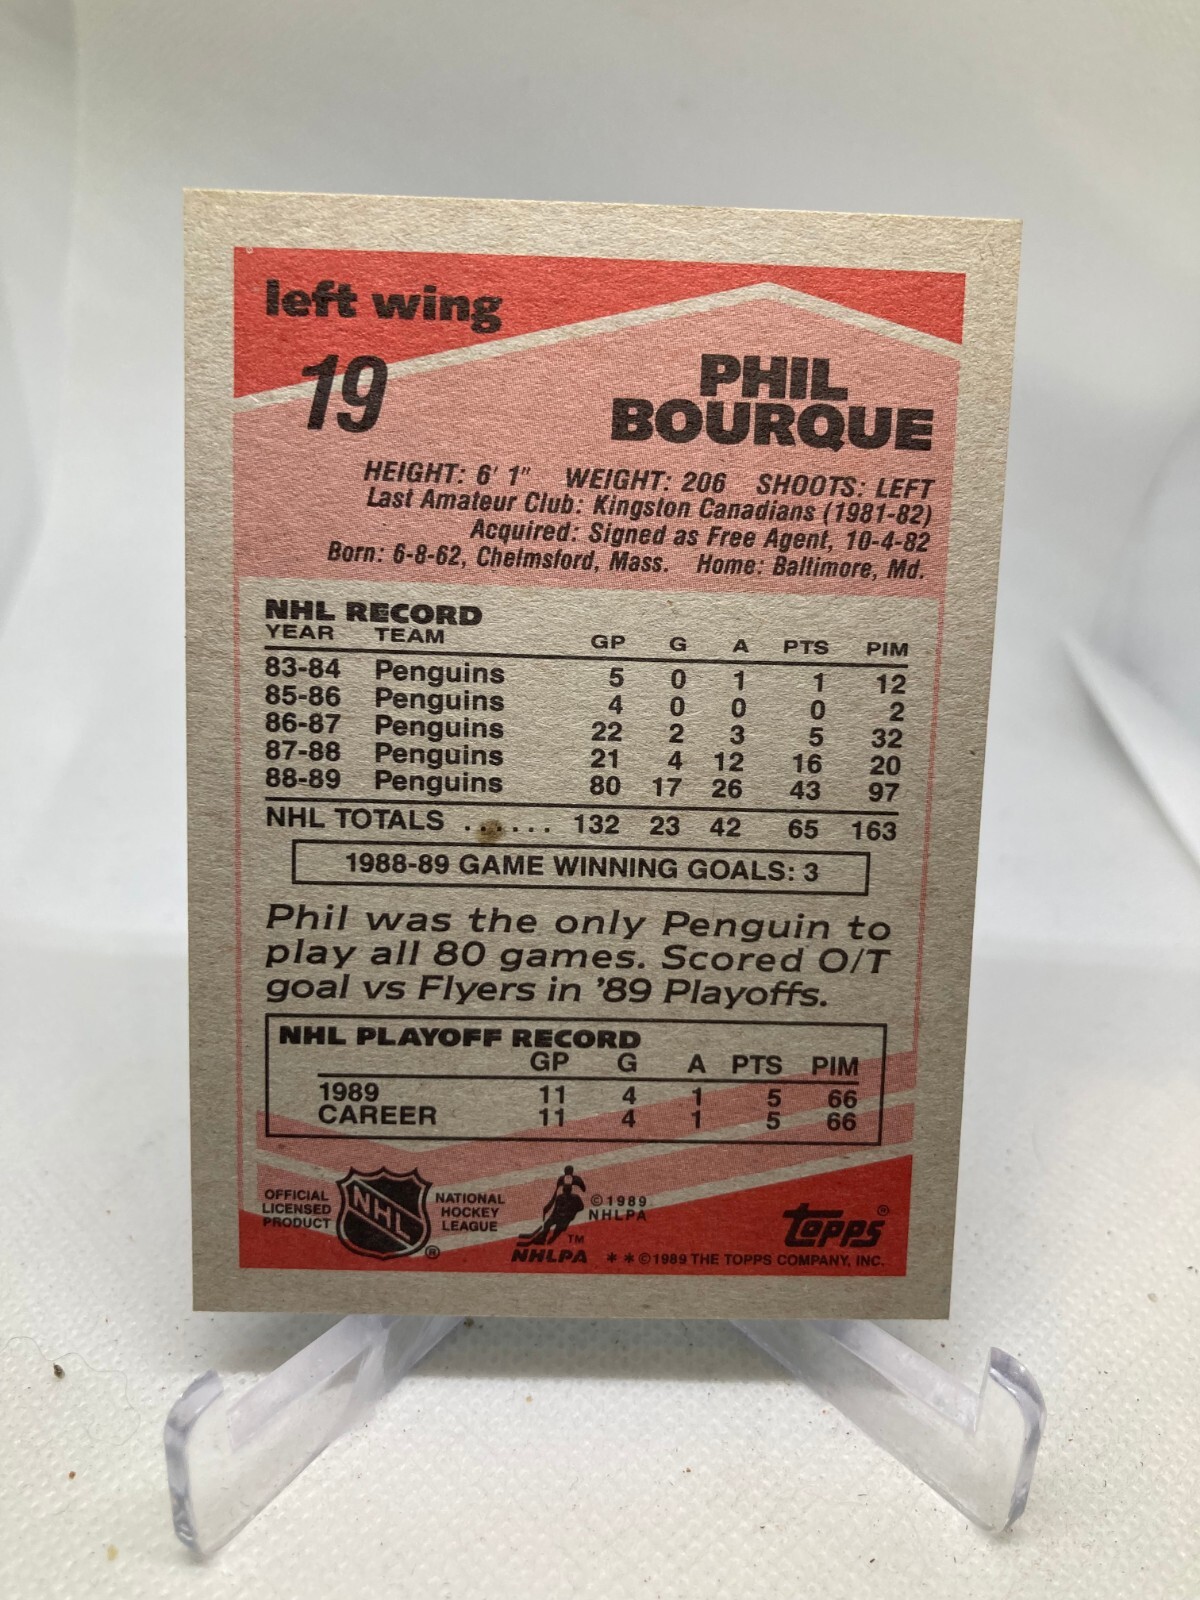 left wing
19
PHIL
BOURQUE
HEIGHT: 6' 1" WEIGHT: 206 SHOOTS: LEFT
Last Amateur Club: Kingston Canadians (1981-82)
Acquired: Signed as Free Agent, 10-4-82
Born: 6-8-62, Chelmsford, Mass. Home: Baltimore, Md.
NHL RECORD
YEAR TEAM GP G A PTS PIM
83-84 Penguins 5 0 1 1 12
85-86 Penguins 4 0 0 0 2
86-87 Penguins 22 2 3 5 32
87-88 Penguins 21 4 12 16 20
88-89 Penguins 80 17 26 43 97
NHL TOTALS ...... 132 23 42 65 163
1988-89 GAME WINNING GOALS: 3
Phil was the only Penguin to
play all 80 games. Scored O/T
goal vs Flyers in '89 Playoffs.
NHL PLAYOFF RECORD
GP G A PTS PIM
1989 11 4 1 5 66
CAREER 11 4 1 5 66
OFFICIAL
LICENSED
PRODUCT
NHL
®
NATIONAL
HOCKEY
LEAGUE
©1989
NHLPA
TM
NHLPA
topps®
**©1989 THE TOPPS COMPANY, INC.